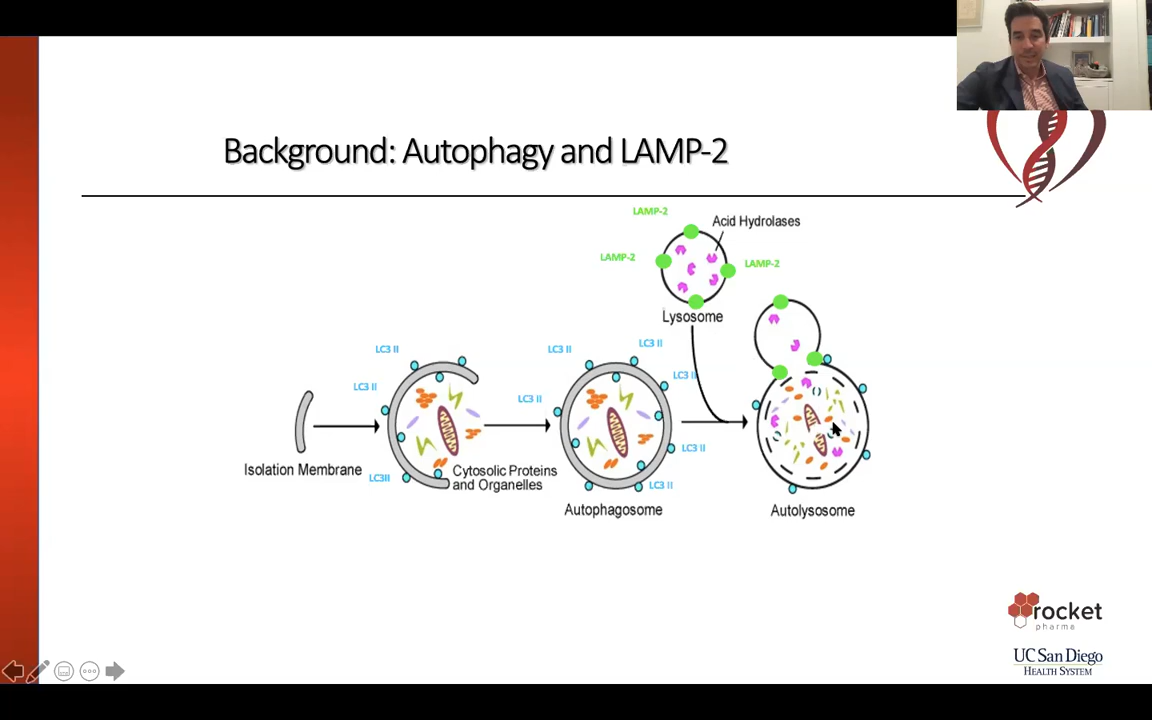 Background: Autophagy and LAMP-2
LAMP-2
Acid Hydrolases
LAMP-2
LAMP-2
Lysosome
LC3 II
LC3 II
LC3 II
LC3 II
LC3 II
LC3 II
LC3 II
Isolation Membrane
LC3II
Cytosolic Proteins
and Organelles
LC3 II
Autophagosome
Autolysosome
rocket
pharma
UC San Diego
HEALTH SYSTEM